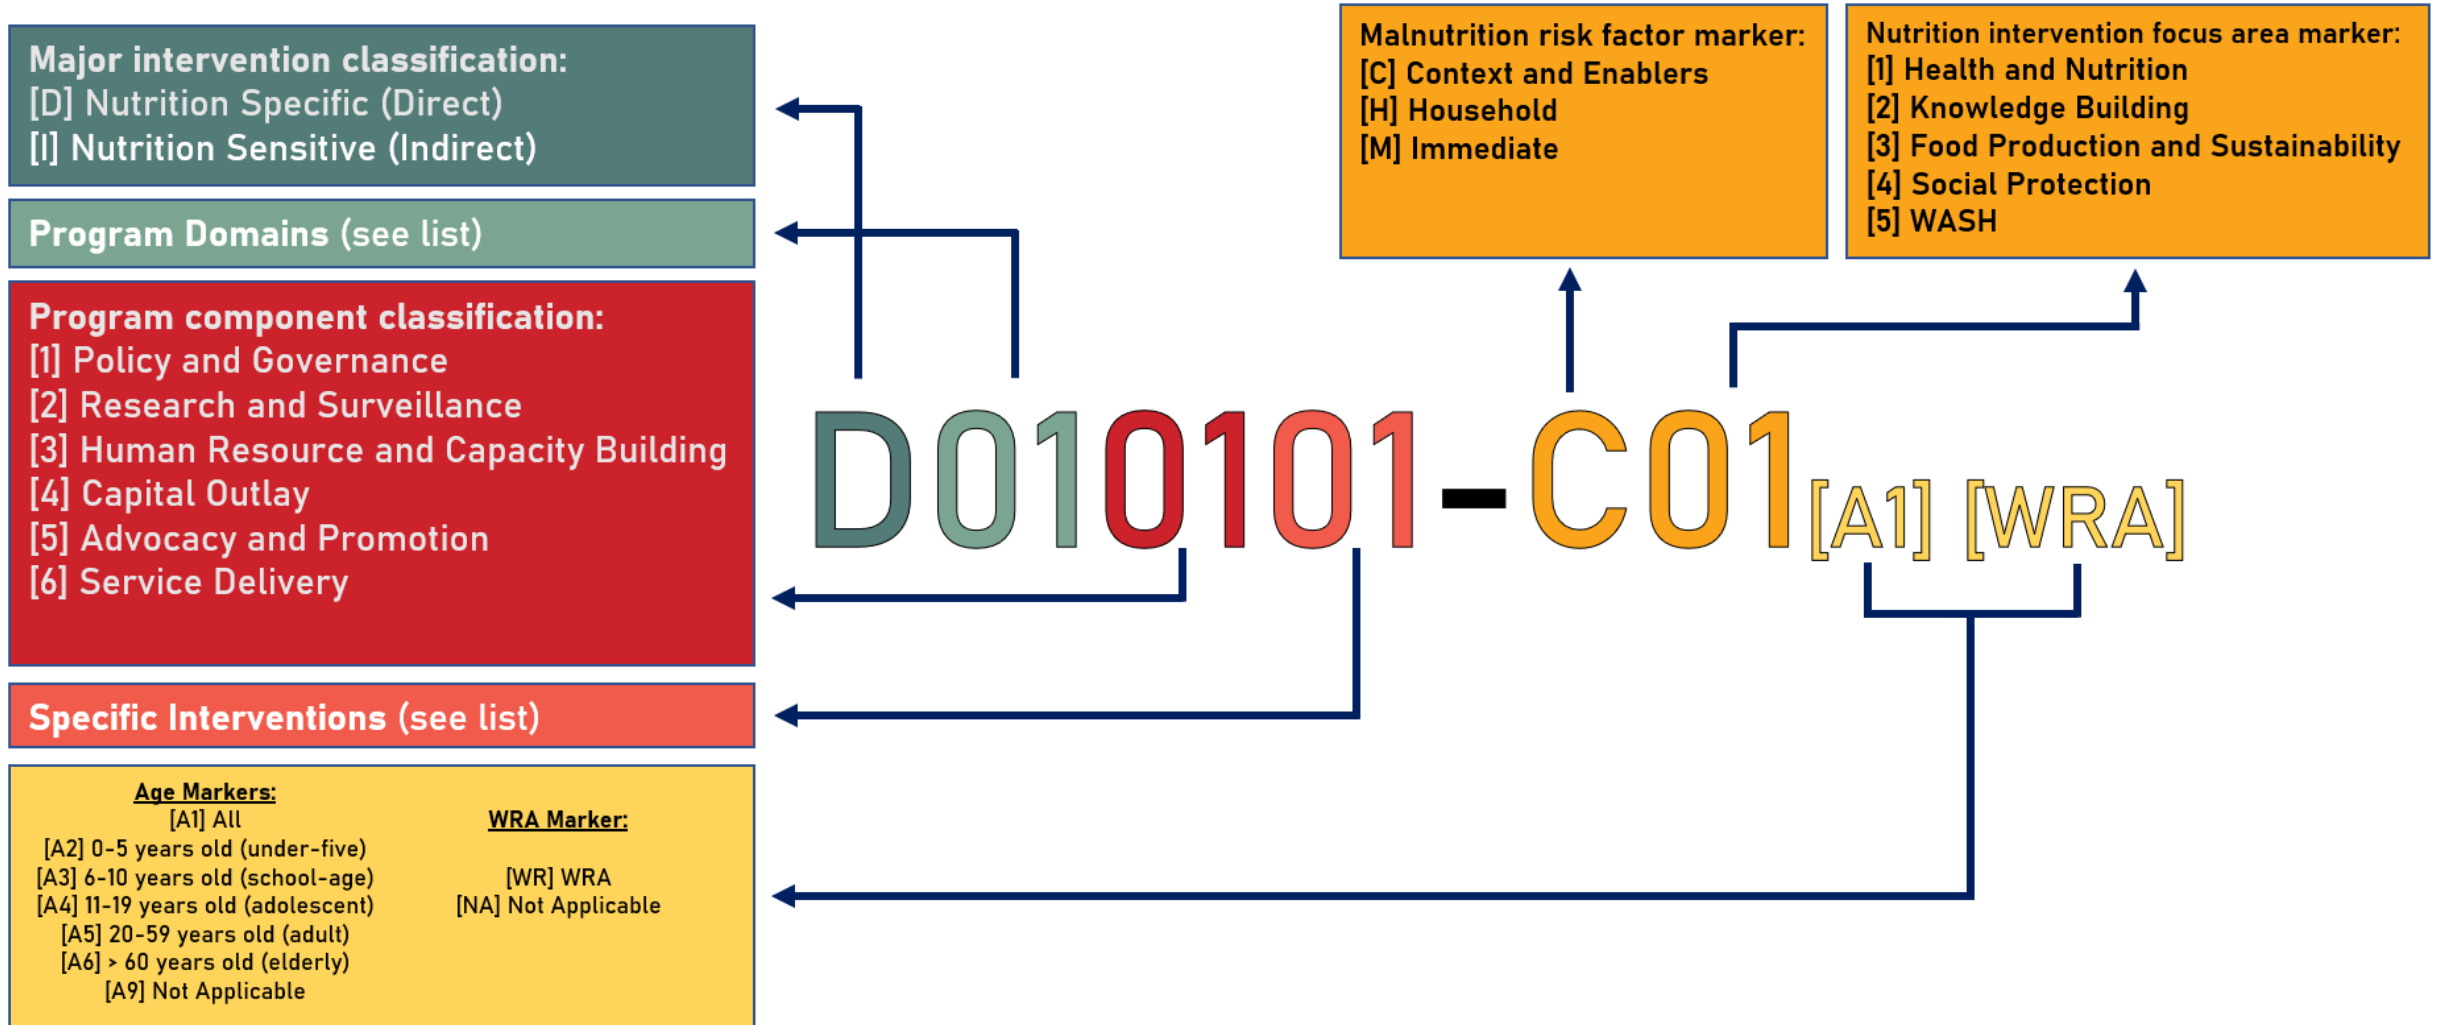 Major intervention classification:
[D] Nutrition Specific (Direct)
[I] Nutrition Sensitive (Indirect)
Program Domains (see list)
Program component classification:
[1] Policy and Governance
[2] Research and Surveillance
[3] Human Resource and Capacity Building
[4] Capital Outlay
[5] Advocacy and Promotion
[6] Service Delivery
Specific Interventions (see list)
Age Markers:
[A1] All
[A2] 0-5 years old (under-five)
[A3] 6-10 years old (school-age)
[A4] 11-19 years old (adolescent)
[A5] 20-59 years old (adult)
[A6] > 60 years old (elderly)
[A9] Not Applicable
WRA Marker:
[WR] WRA
[NA] Not Applicable
Malnutrition risk factor marker:
[C] Context and Enablers
[H] Household
[M] Immediate
Nutrition intervention focus area marker:
[1] Health and Nutrition
[2] Knowledge Building
[3] Food Production and Sustainability
[4] Social Protection
[5] WASH
D010101-C01[A1] [WRA]